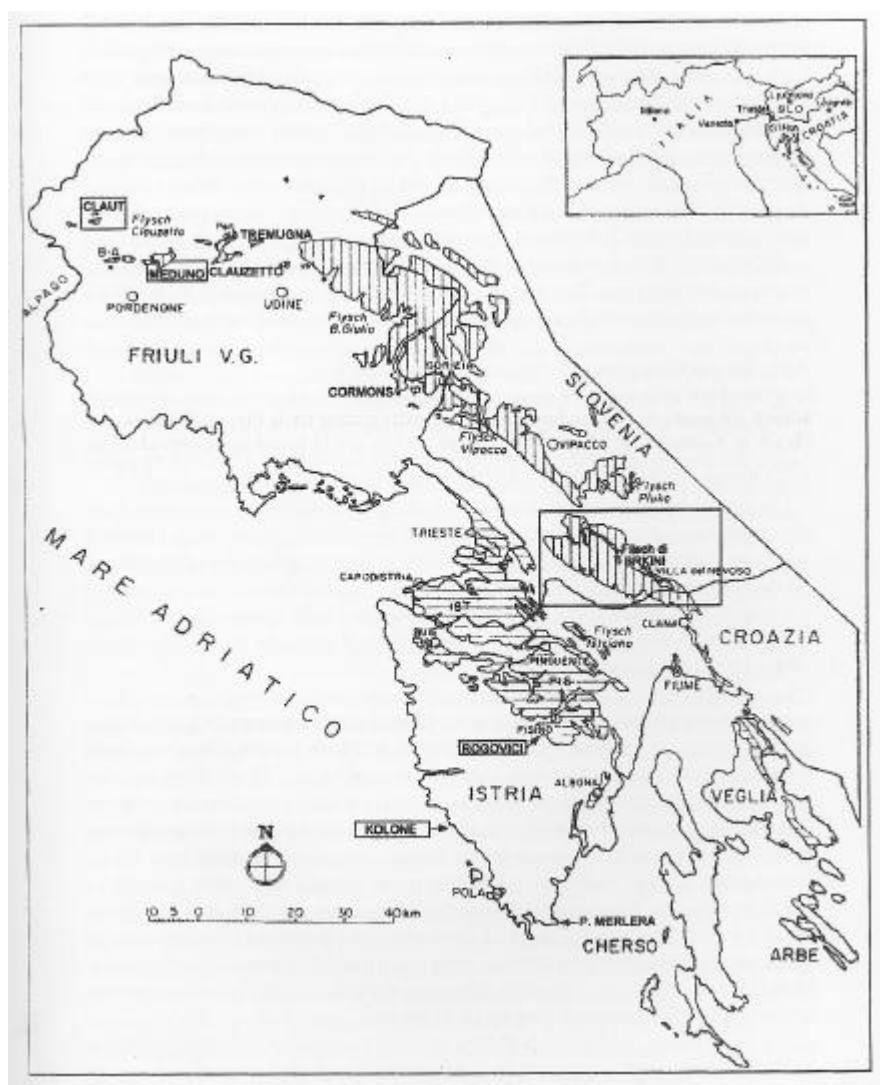 Milano
ITALIA
Venezia
Trieste
SLO
CROATIA
CLAUT
Flysch
Clauzetto
TREMUGNA
B-A
MEDUNO
CLAUZETTO
ALPAGO
PORDENONE
UDINE
Flysch
B.Giulio
FRIULI V.G.
GORIZIA
CORMONS
SLOVENIA
Flysch
Vipacco
VIPACCO
Flysch
Piuka
TRIESTE
VILLA del NEVOSO
MARE ADRIATICO
CAPODISTRIA
IST
CLANA
CROAZIA
Flysch
PINGUENTE
FIUME
PIS
PISINO
ROGOVICI
ALBONA
ISTRIA
VEGLIA
KOLONE
N
POLA
10 5 0 10 20 30 40 km
P. MERLERA
CHERSO
ARBE